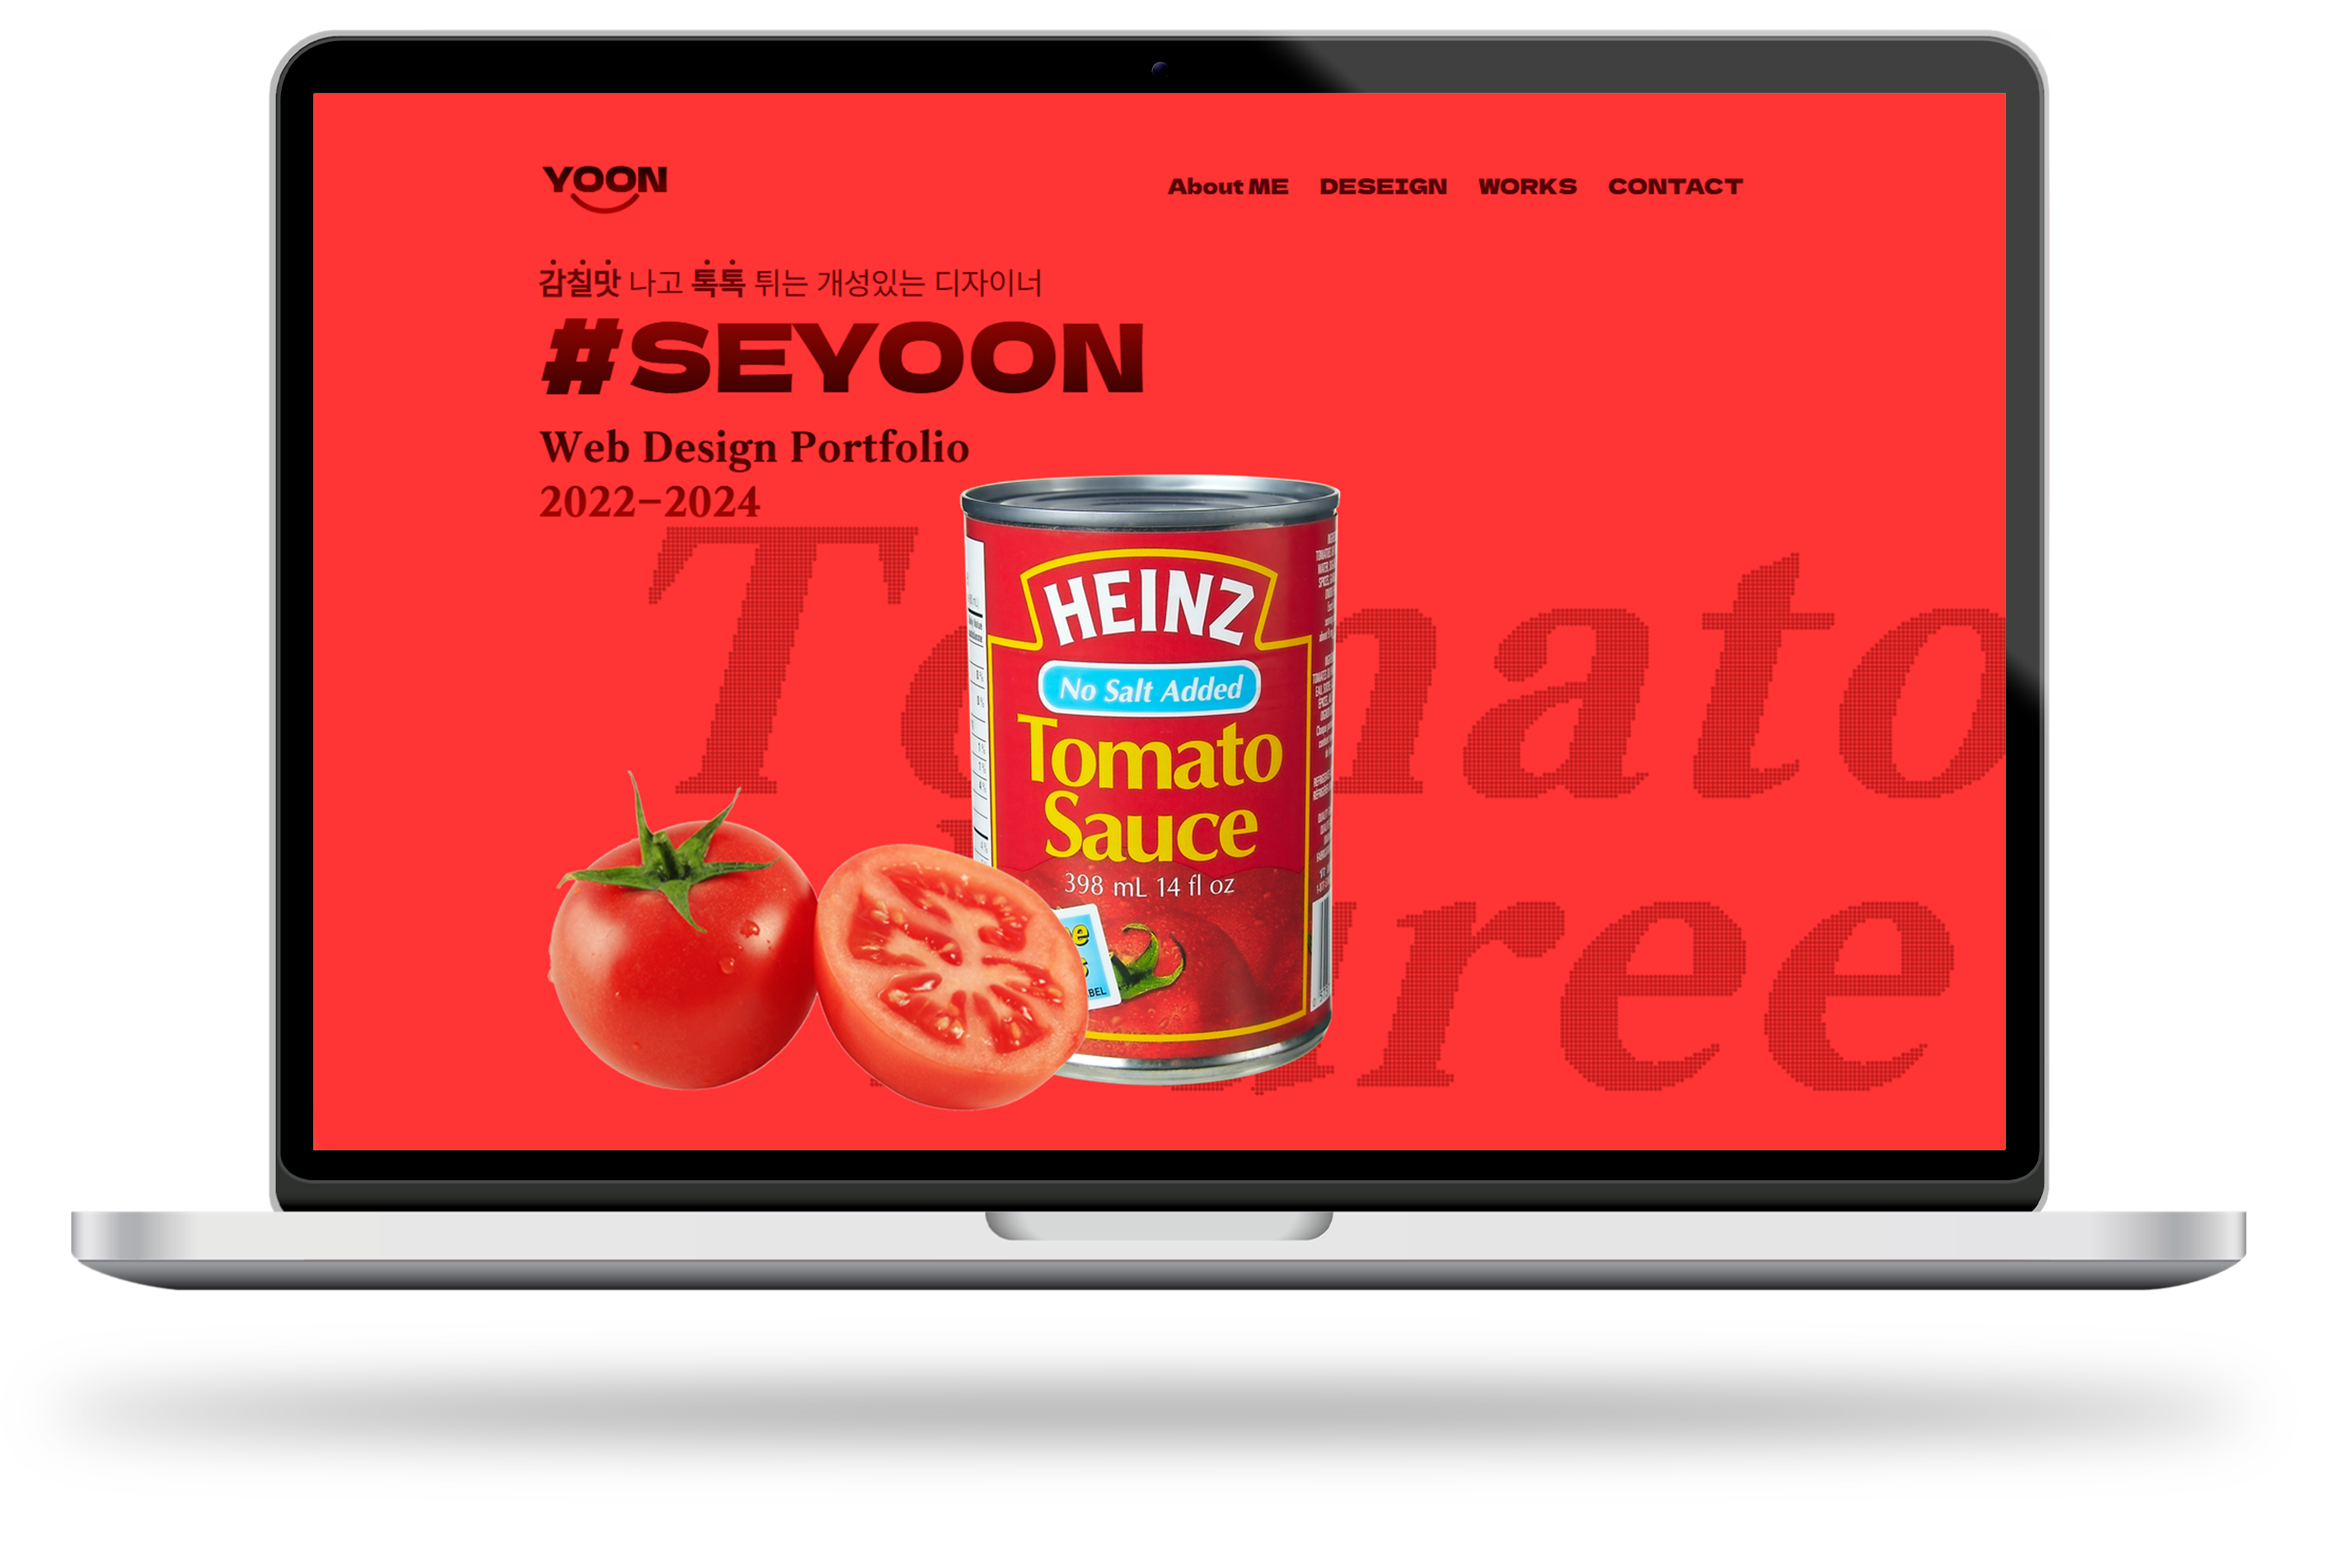 YOON
About ME DESEIGN WORKS CONTACT
감칠맛 나고 톡톡 튀는 개성있는 디자이너
#SEYOON
Web Design Portfolio
2022–2024
HEINZ
No Salt Added
Tomato
Sauce
398 mL 14 fl oz